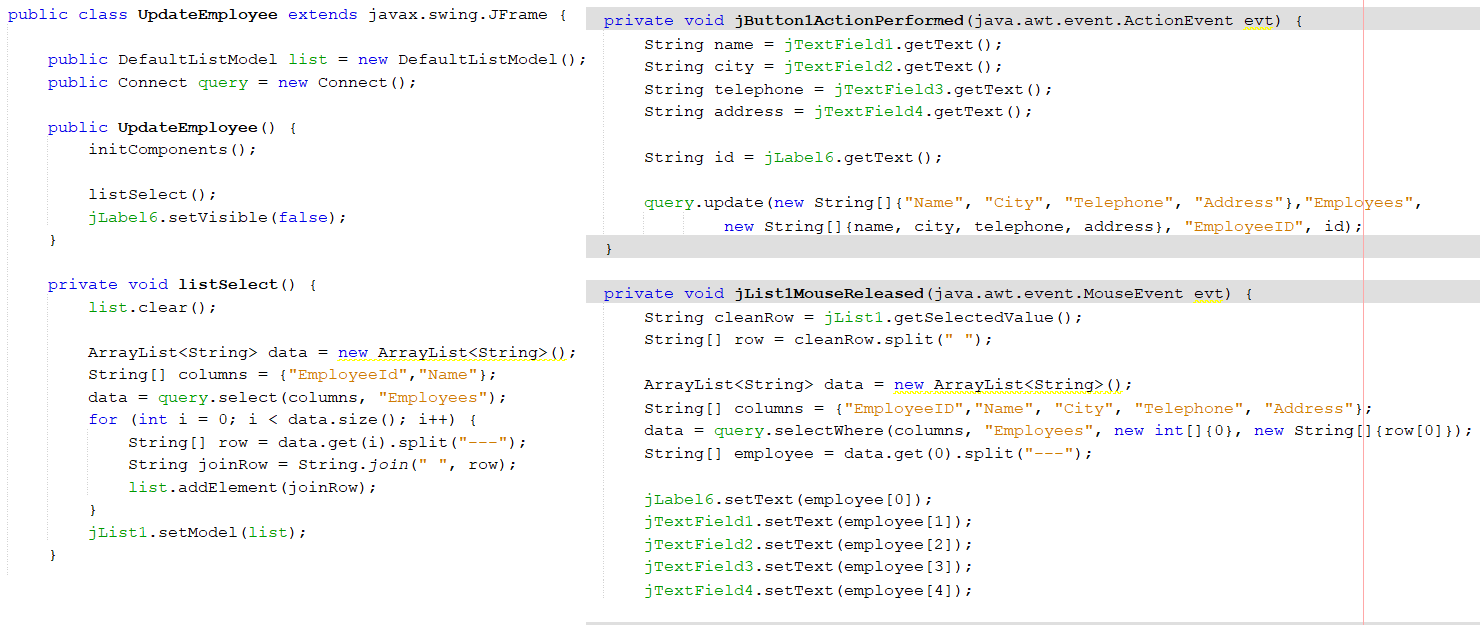 public class UpdateEmployee extends javax.swing.JFrame {
public DefaultListModel list = new DefaultListModel();
public Connect query = new Connect();
public UpdateEmployee() {
initComponents();
listSelect();
jLabel6.setVisible(false);
}
private void listSelect() {
list.clear();
ArrayList<String> data = new ArrayList<String>();
String[] columns = {"EmployeeId","Name"};
data = query.select(columns, "Employees");
for (int i = 0; i < data.size(); i++) {
String[] row = data.get(i).split("---");
String joinRow = String.join(" ", row);
list.addElement(joinRow);
}
jList1.setModel(list);
}
private void jButton1ActionPerformed(java.awt.event.ActionEvent evt) {
String name = jTextField1.getText();
String city = jTextField2.getText();
String telephone = jTextField3.getText();
String address = jTextField4.getText();
String id = jLabel6.getText();
query.update(new String[]{"Name", "City", "Telephone", "Address"},"Employees",
new String[]{name, city, telephone, address}, "EmployeeID", id);
}
private void jList1MouseReleased(java.awt.event.MouseEvent evt) {
String cleanRow = jList1.getSelectedValue();
String[] row = cleanRow.split(" ");
ArrayList<String> data = new ArrayList<String>();
String[] columns = {"EmployeeID","Name", "City", "Telephone", "Address"};
data = query.selectWhere(columns, "Employees", new int[]{0}, new String[]{row[0]});
String[] employee = data.get(0).split("---");
jLabel6.setText(employee[0]);
jTextField1.setText(employee[1]);
jTextField2.setText(employee[2]);
jTextField3.setText(employee[3]);
jTextField4.setText(employee[4]);